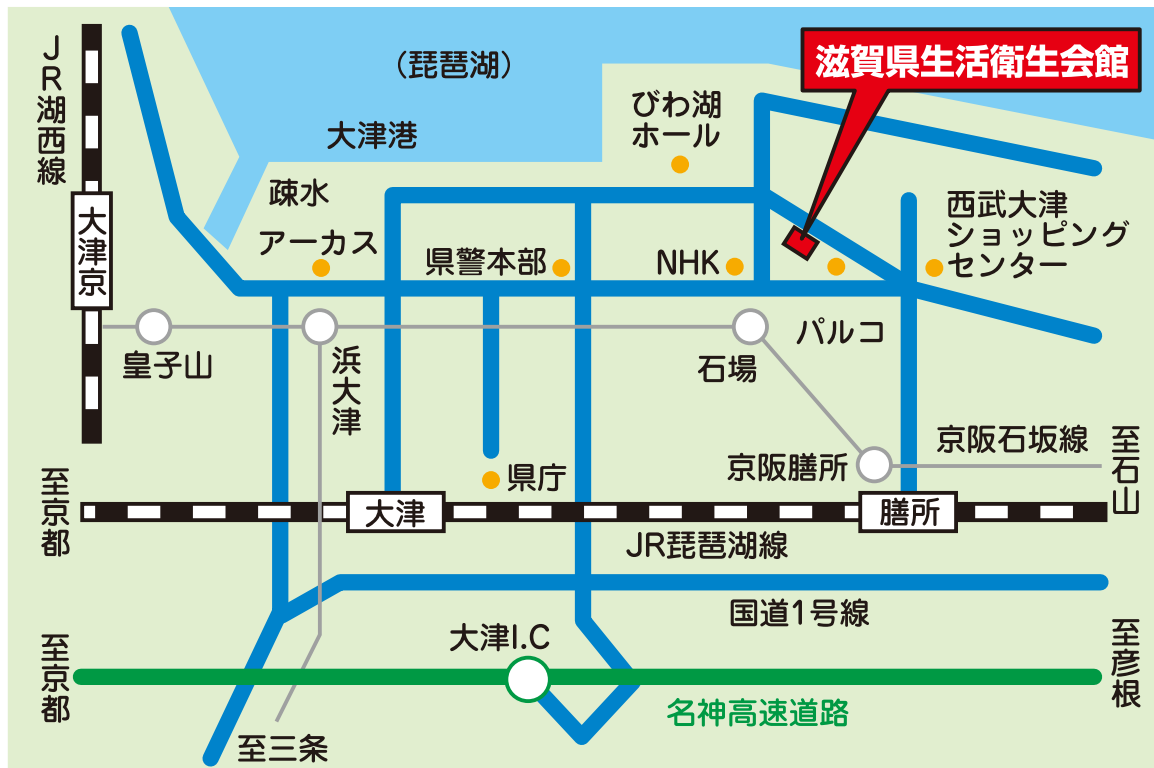 JR湖西線
(琵琶湖)
滋賀県生活衛生会館
びわ湖
ホール
大津港
疎水
大津京
アーカス
県警本部
NHK
西武大津
ショッピング
センター
パルコ
皇子山
浜大津
石場
京阪膳所
京阪石坂線
至石山
至京都
県庁
大津
膳所
JR琵琶湖線
国道1号線
大津I.C
至京都
至彦根
名神高速道路
至三条